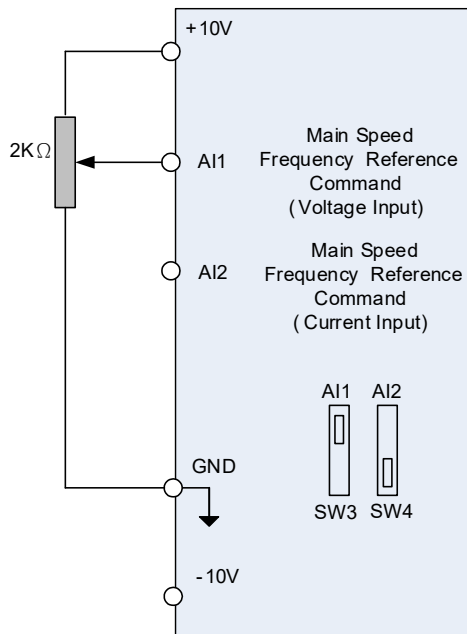 +10V
2KΩ
AI1
Main Speed
Frequency Reference
Command
(Voltage Input)
AI2
Main Speed
Frequency Reference
Command
(Current Input)
AI1 AI2
SW3 SW4
GND
-10V